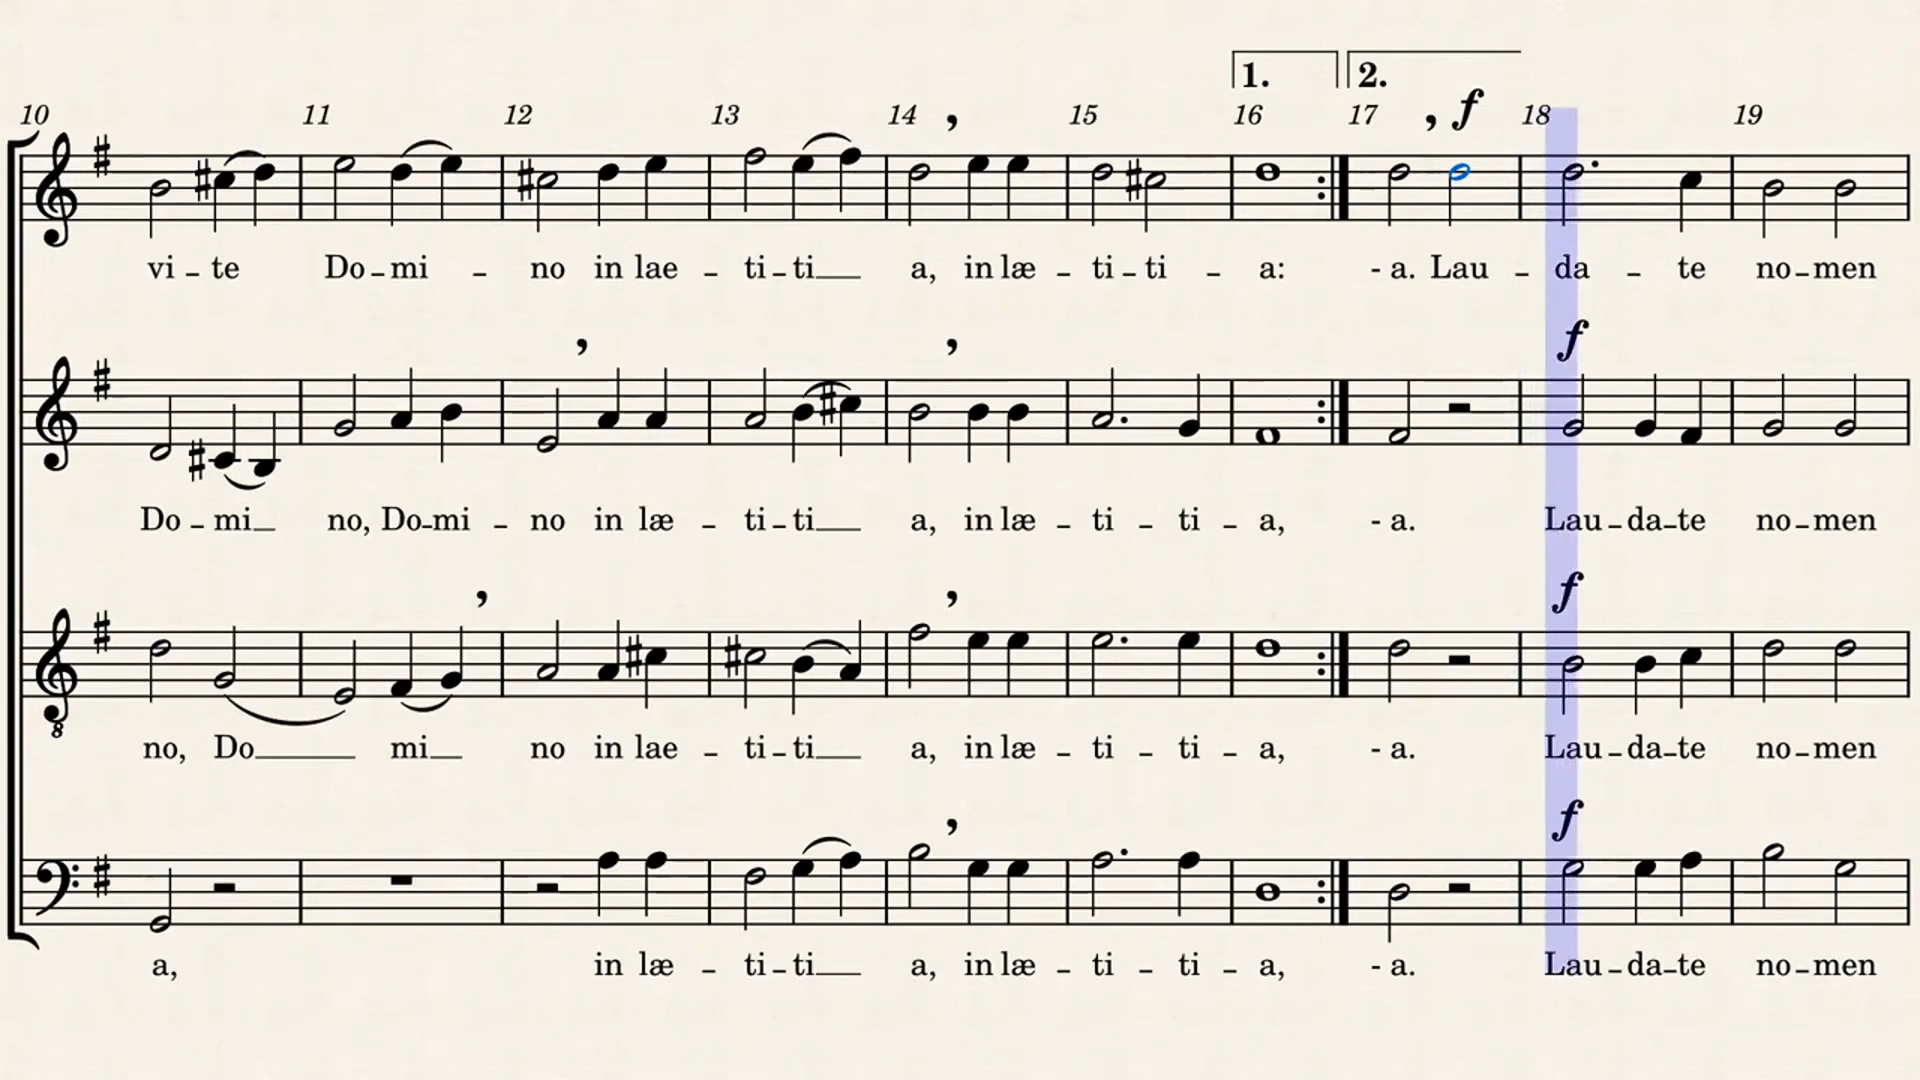 1. 2.
10 11 12 13 14 , 15 16 17 , f 18 19
vi – te Do – mi – no in lae – ti – ti a, in læ – ti – ti – a: - a. Lau – da – te no – men
, , f
Do – mi no, Do – mi – no in læ – ti – ti a, in læ – ti – ti – a, - a. Lau – da – te no – men
, , f
8
no, Do mi no in lae – ti – ti a, in læ – ti – ti – a, - a. Lau – da – te no – men
, f
a, in læ – ti – ti a, in læ – ti – ti – a, - a. Lau – da – te no – men